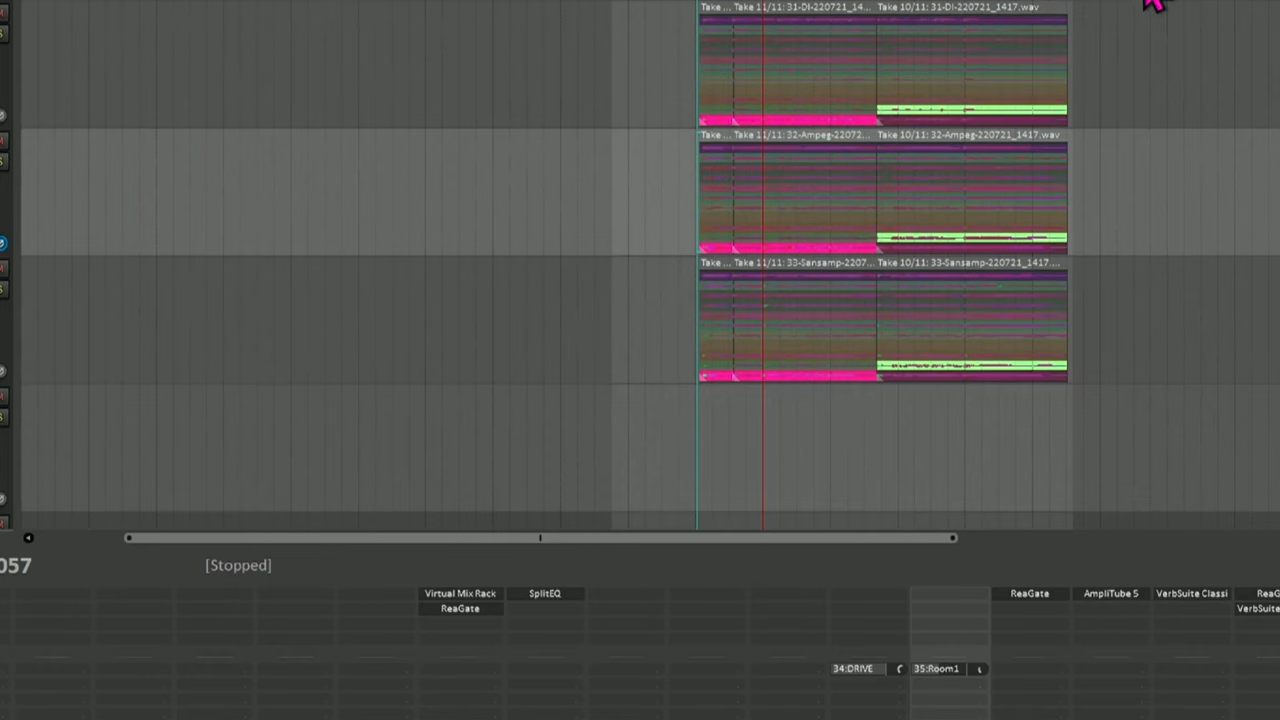 Take 11/11: 31-DI-220721_14... Take 10/11: 31-DI-220721_1417.wav
Take ... Take 11/11: 32-Ampeg-22072... Take 10/11: 32-Ampeg-220721_1417.wav
Take ... Take 11/11: 33-Sansamp-2207... Take 10/11: 33-Sansamp-220721_1417....
057 [Stopped]
Virtual Mix Rack SplitEQ ReaGate AmpliTube 5 VerbSuite Classi ReaG
ReaGate VerbSuite
34:DRIVE 35:Room1